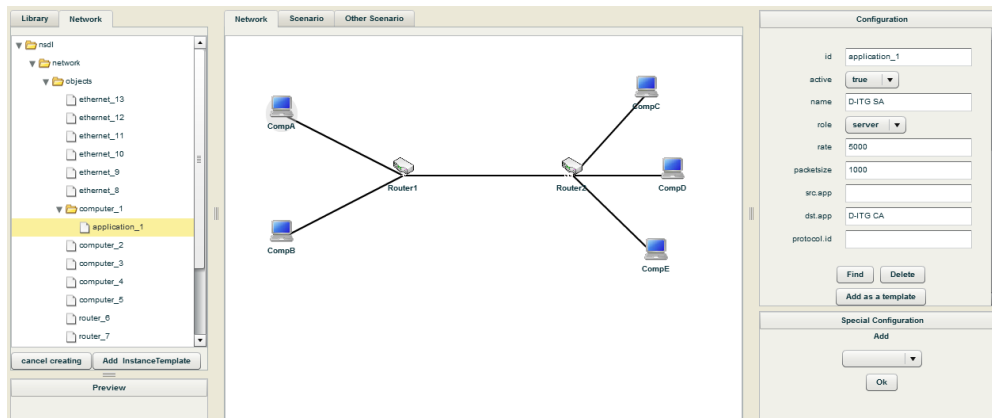 Library Network
nsdl
network
objects
ethernet_13
ethernet_12
ethernet_11
ethernet_10
ethernet_9
ethernet_8
computer_1
application_1
computer_2
computer_3
computer_4
computer_5
router_6
router_7
cancel creating Add InstanceTemplate
Preview
Network Scenario Other Scenario
CompA
CompC
Router1
Router2
CompD
CompB
CompE
Configuration
id application_1
active true
name D-ITG SA
role server
rate 5000
packetsize 1000
src.app
dst.app D-ITG CA
protocol.id
Find Delete
Add as a template
Special Configuration
Add
Ok